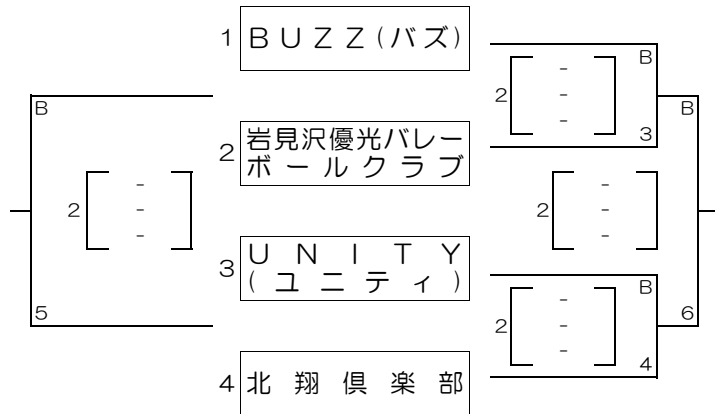 1 ＢＵＺＺ(バズ)
B
2 - - -
3
B
B
2 岩見沢優光バレー
ボールクラブ
2 - - -
2 - - -
3 ＵＮＩＴＹ
(ユニティ)
B
2 - - -
5
6
4
4 北翔倶楽部